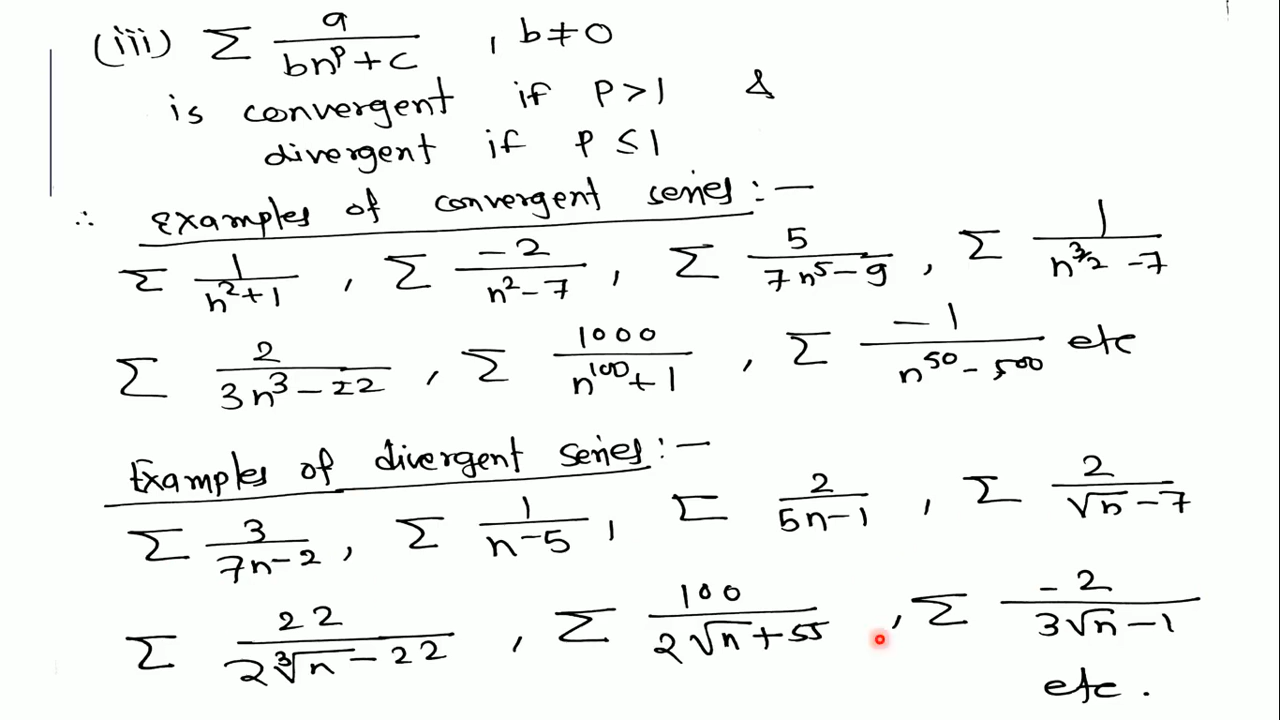 (iii) Σ a/(bn^p + c) , b ≠ 0
is convergent if P > 1 &
divergent if P ≤ 1
∴ Examples of convergent series :—
Σ 1/(n²+1) , Σ -2/(n²-7) , Σ 5/(7n⁵-9) , Σ 1/(n^(3/2) -7)
Σ 2/(3n³-22) , Σ 1000/(n¹⁰⁰+1) , Σ -1/(n⁵⁰-500) etc
Examples of divergent series :—
Σ 3/(7n-2) , Σ 1/(n-5) , Σ 2/(5n-1) , Σ 2/(√n-7)
Σ 22/(2∛n-22) , Σ 100/(2√n+55) , Σ -2/(3√n-1)
etc.